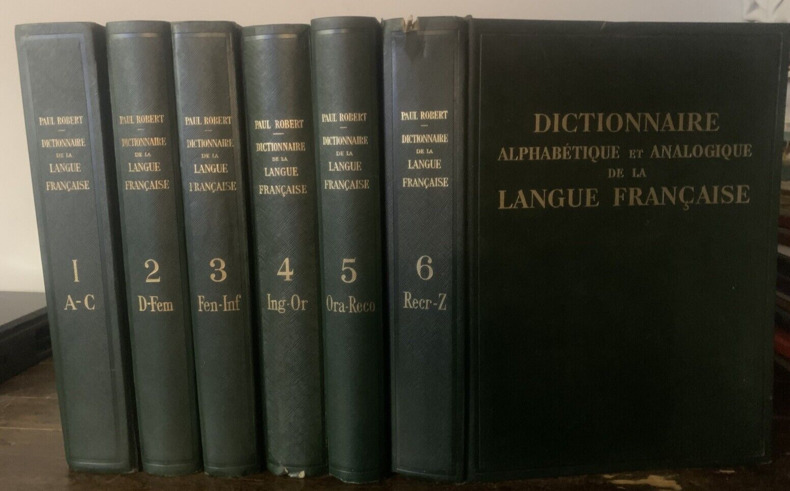 PAUL ROBERT
DICTIONNAIRE
DE LA
LANGUE
FRANÇAISE
1
A-C
PAUL ROBERT
DICTIONNAIRE
DE LA
LANGUE
FRANÇAISE
2
D-Fem
PAUL ROBERT
DICTIONNAIRE
DE LA
LANGUE
FRANÇAISE
3
Fen-Inf
PAUL ROBERT
DICTIONNAIRE
DE LA
LANGUE
FRANÇAISE
4
Ing-Or
PAUL ROBERT
DICTIONNAIRE
DE LA
LANGUE
FRANÇAISE
5
Ora-Reco
PAUL ROBERT
DICTIONNAIRE
DE LA
LANGUE
FRANÇAISE
6
Recr-Z
DICTIONNAIRE
ALPHABÉTIQUE ET ANALOGIQUE
DE LA
LANGUE FRANÇAISE